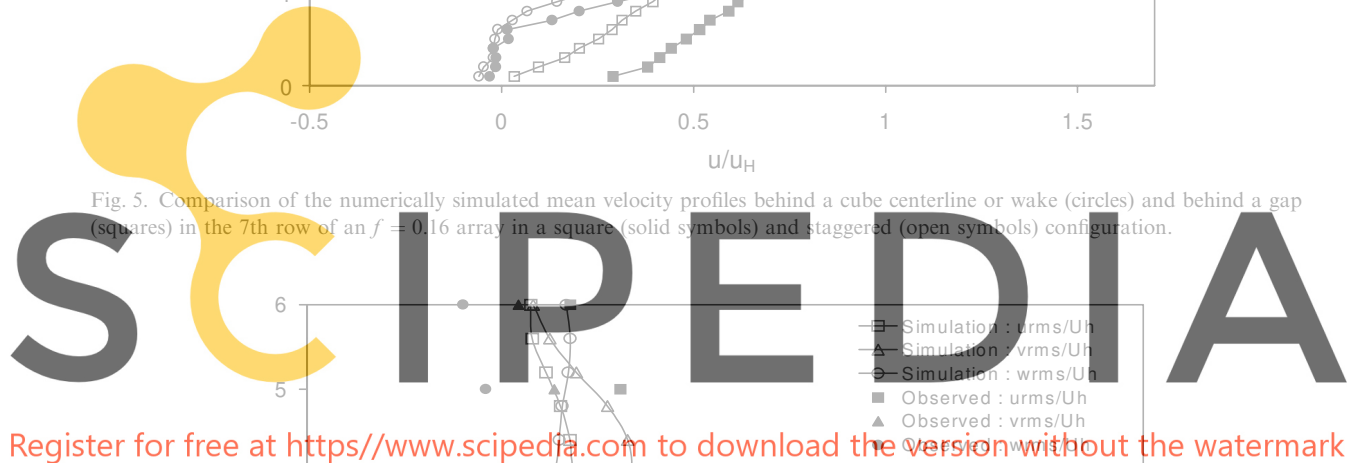 0
-0.5 0 0.5 1 1.5
u/uH
Fig. 5. Comparison of the numerically simulated mean velocity profiles behind a cube centerline or wake (circles) and behind a gap
(squares) in the 7th row of an f = 0.16 array in a square (solid symbols) and staggered (open symbols) configuration.
SCIPEDIA
6
Simulation : urms/Uh
Simulation : vrms/Uh
Simulation : wrms/Uh
5
Observed : urms/Uh
Observed : vrms/Uh
Observed : wrms/Uh
Register for free at https//www.scipedia.com to download the version without the watermark